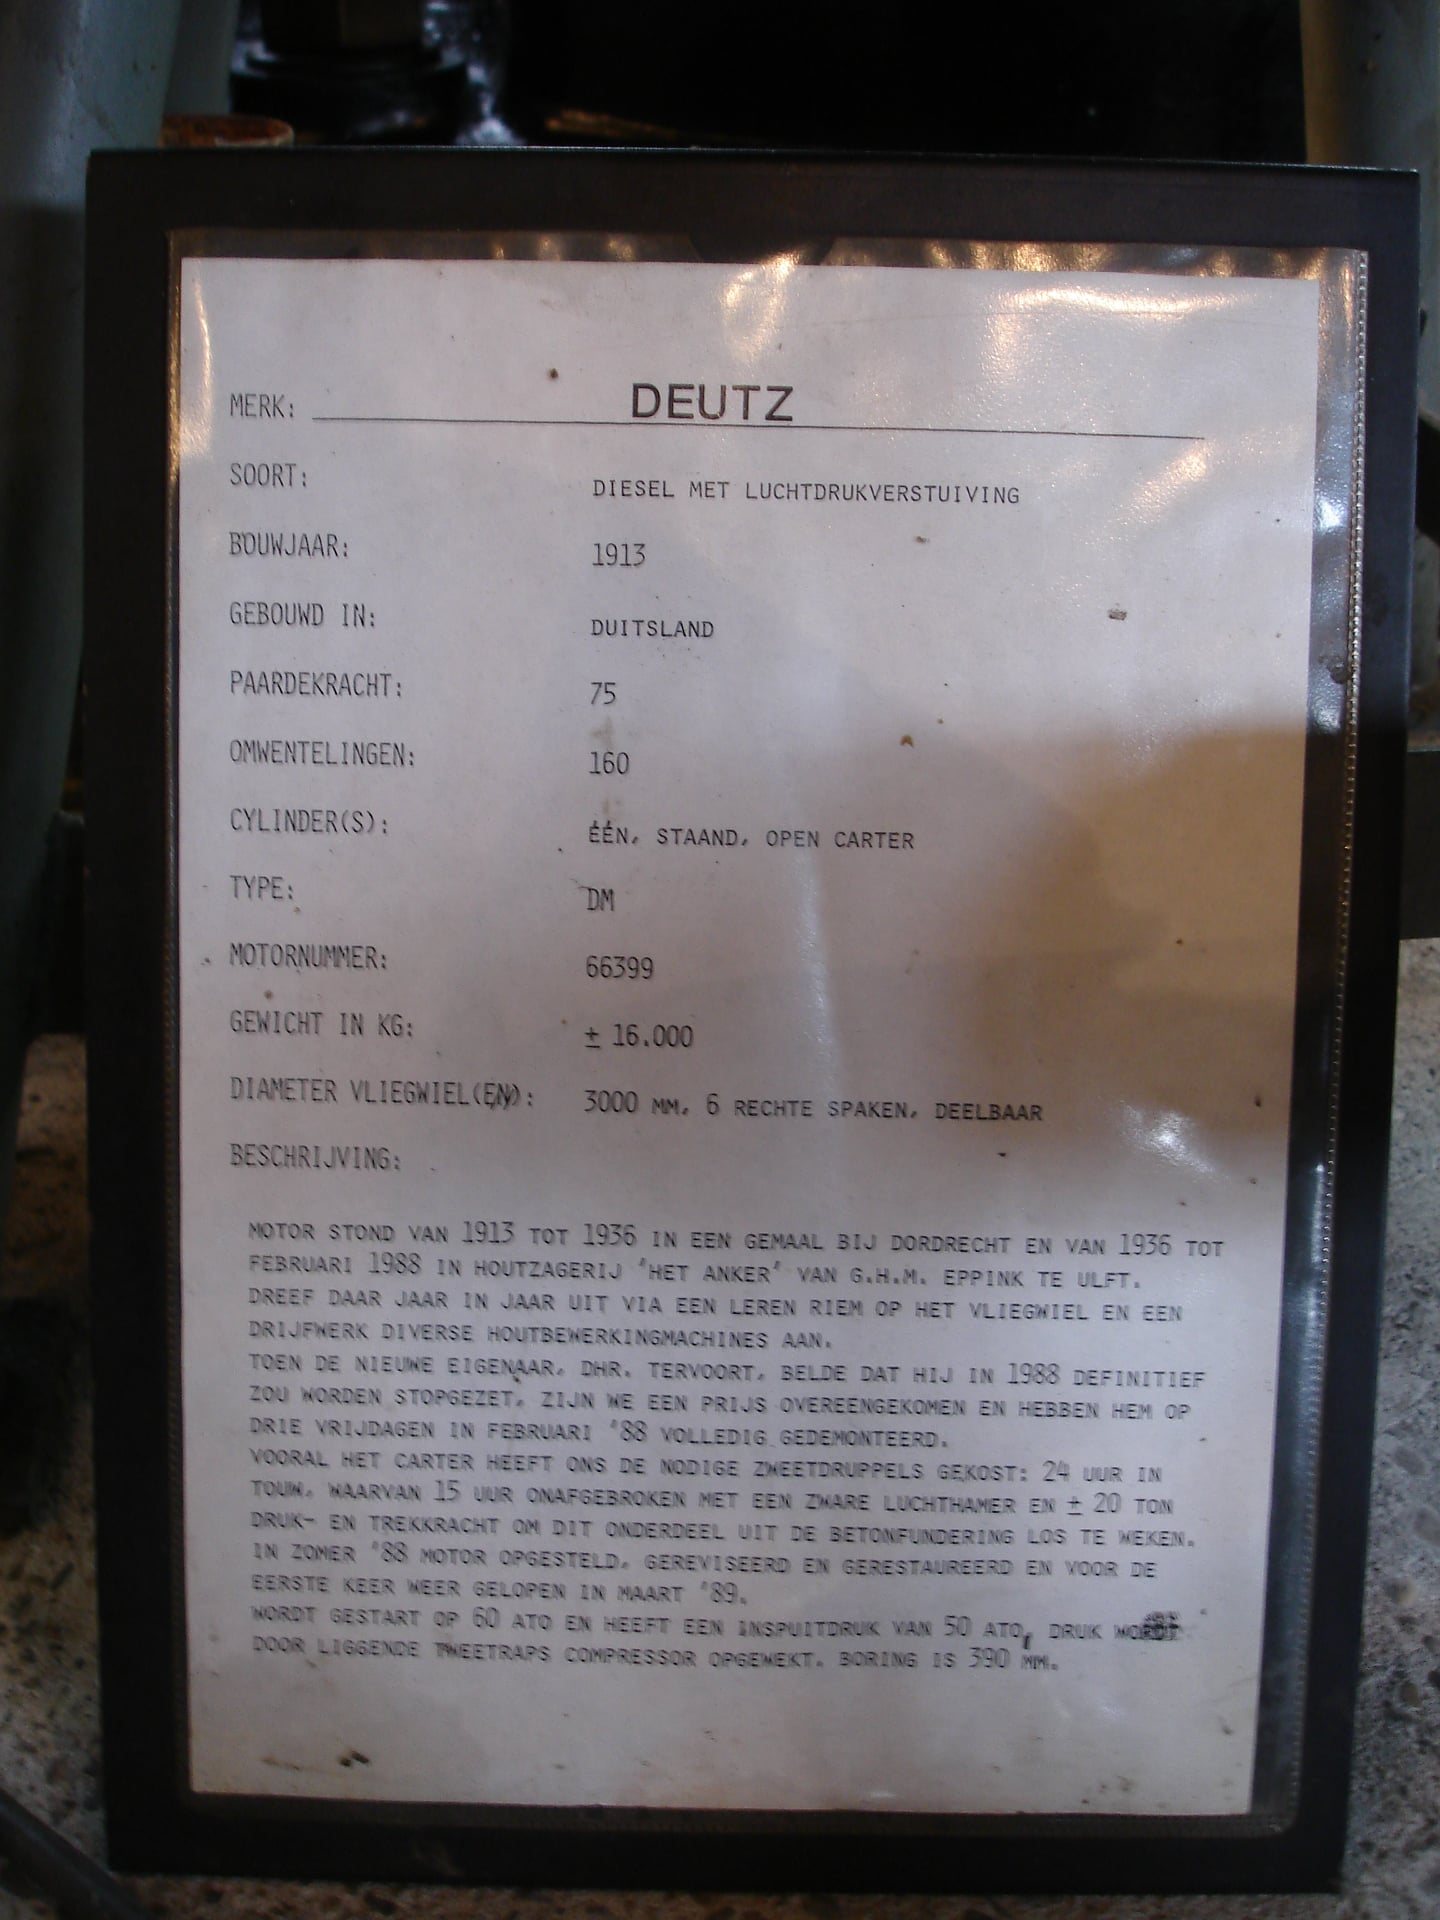 MERK: DEUTZ
SOORT: DIESEL MET LUCHTDRUKVERSTUIVING
BOUWJAAR: 1913
GEBOUWD IN: DUITSLAND
PAARDEKRACHT: 75
OMWENTELINGEN: 160
CYLINDER(S): ÉÉN, STAAND, OPEN CARTER
TYPE: DM
MOTORNUMMER: 66399
GEWICHT IN KG: ± 16.000
DIAMETER VLIEGWIEL(EN): 3000 MM, 6 RECHTE SPAKEN, DEELBAAR
BESCHRIJVING:
MOTOR STOND VAN 1913 TOT 1936 IN EEN GEMAAL BIJ DORDRECHT EN VAN 1936 TOT
FEBRUARI 1988 IN HOUTZAGERIJ 'HET ANKER' VAN G.H.M. EPPINK TE ULFT.
DREEF DAAR JAAR IN JAAR UIT VIA EEN LEREN RIEM OP HET VLIEGWIEL EN EEN
DRIJFWERK DIVERSE HOUTBEWERKINGMACHINES AAN.
TOEN DE NIEUWE EIGENAAR, DHR. TERVOORT, BELDE DAT HIJ IN 1988 DEFINITIEF
ZOU WORDEN STOPGEZET, ZIJN WE EEN PRIJS OVEREENGEKOMEN EN HEBBEN HEM OP
DRIE VRIJDAGEN IN FEBRUARI '88 VOLLEDIG GEDEMONTEERD.
VOORAL HET CARTER HEEFT ONS DE NODIGE ZWEETDRUPPELS GEKOST: 24 UUR IN
TOUW, WAARVAN 15 UUR ONAFGEBROKEN MET EEN ZWARE LUCHTHAMER EN ± 20 TON
DRUK- EN TREKKRACHT OM DIT ONDERDEEL UIT DE BETONFUNDERING LOS TE WEKEN.
IN ZOMER '88 MOTOR OPGESTELD, GEREVISEERD EN GERESTAUREERD EN VOOR DE
EERSTE KEER WEER GELOPEN IN MAART '89.
WORDT GESTART OP 60 ATO EN HEEFT EEN INSPUITDRUK VAN 50 ATO, DRUK WORDT
DOOR LIGGENDE TWEETRAPS COMPRESSOR OPGEWEKT. BORING IS 390 MM.